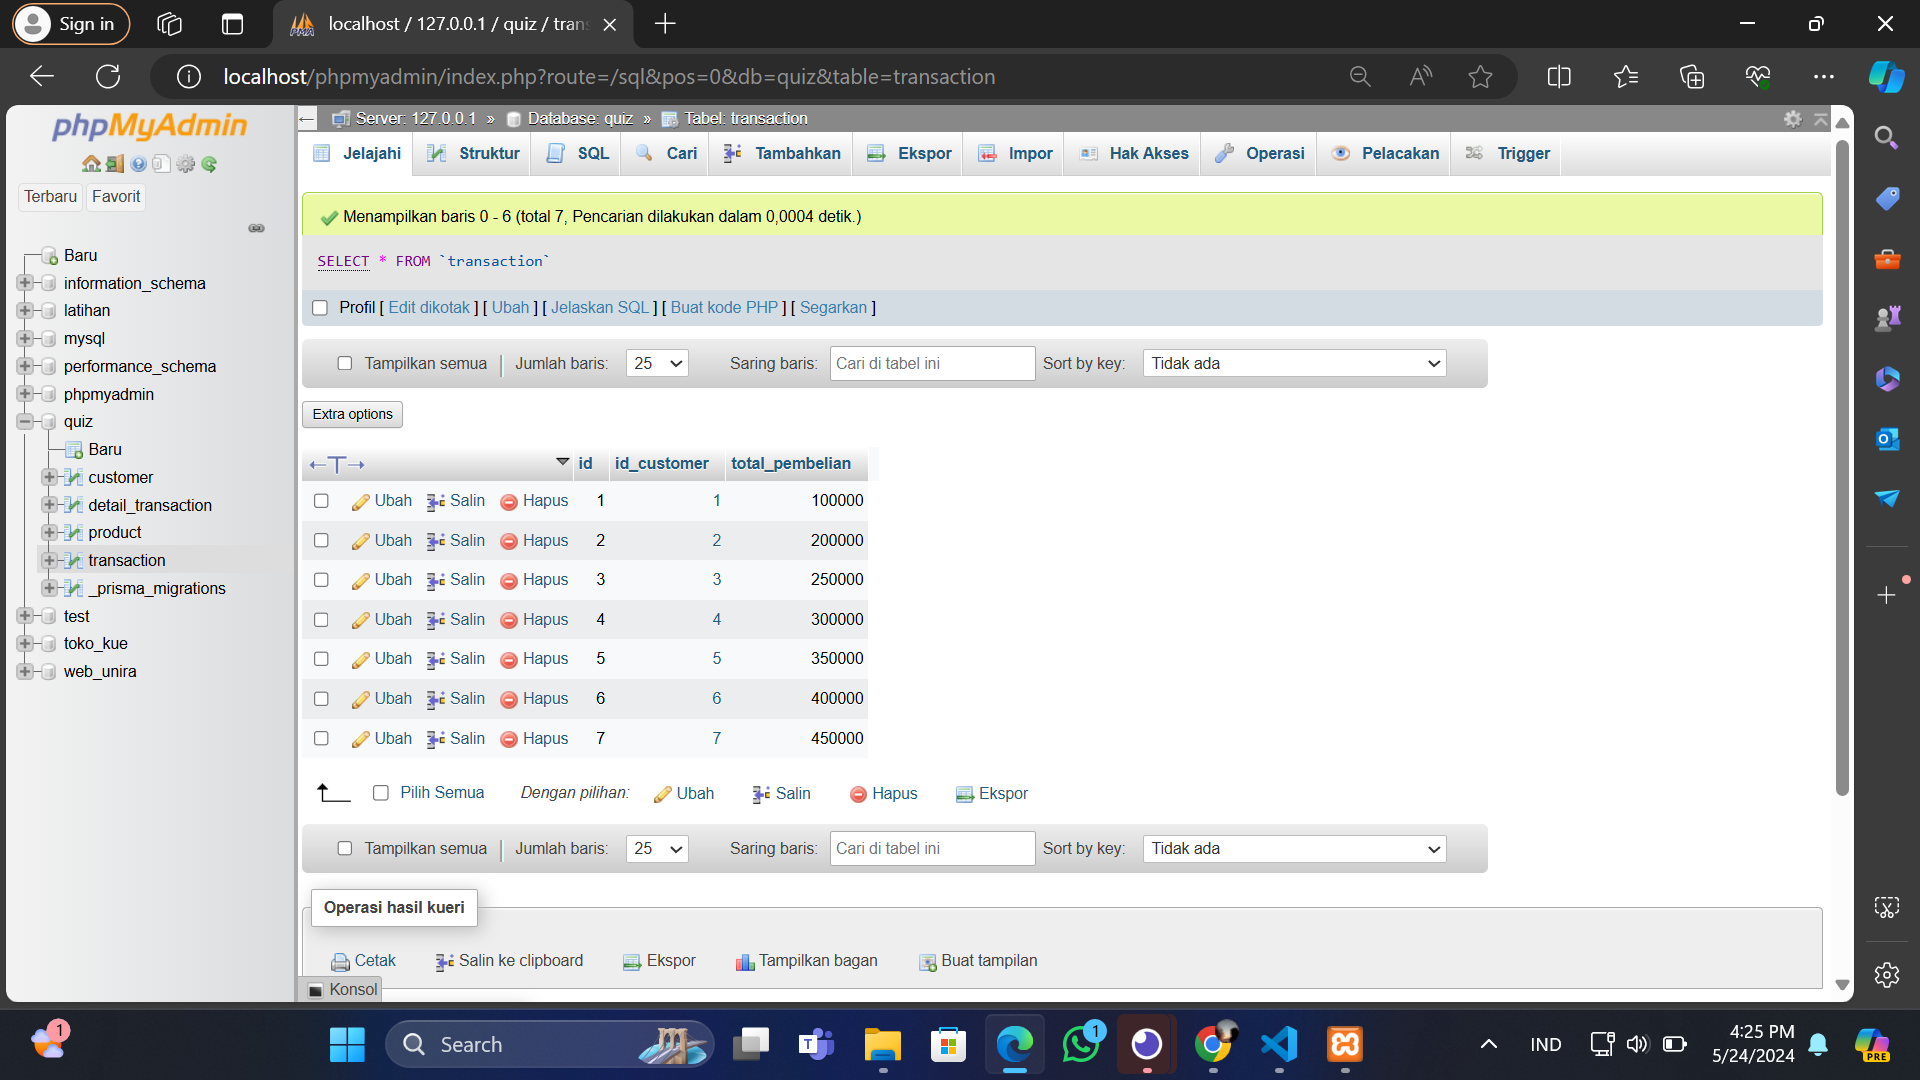 Sign in
localhost / 127.0.0.1 / quiz / tran
localhost/phpmyadmin/index.php?route=/sql&pos=0&db=quiz&table=transaction
phpMyAdmin
Terbaru Favorit
Baru
information_schema
latihan
mysql
performance_schema
phpmyadmin
quiz
Baru
customer
detail_transaction
product
transaction
_prisma_migrations
test
toko_kue
web_unira
Server: 127.0.0.1 » Database: quiz » Tabel: transaction
Jelajahi Struktur SQL Cari Tambahkan Ekspor Impor Hak Akses Operasi Pelacakan Trigger
Menampilkan baris 0 - 6 (total 7, Pencarian dilakukan dalam 0,0004 detik.)
SELECT * FROM `transaction`
Profil [ Edit dikotak ] [ Ubah ] [ Jelaskan SQL ] [ Buat kode PHP ] [ Segarkan ]
Tampilkan semua Jumlah baris: 25 Saring baris: Cari di tabel ini Sort by key: Tidak ada
Extra options
←T→ id id_customer total_pembelian
Ubah Salin Hapus 1 1 100000
Ubah Salin Hapus 2 2 200000
Ubah Salin Hapus 3 3 250000
Ubah Salin Hapus 4 4 300000
Ubah Salin Hapus 5 5 350000
Ubah Salin Hapus 6 6 400000
Ubah Salin Hapus 7 7 450000
Pilih Semua Dengan pilihan: Ubah Salin Hapus Ekspor
Tampilkan semua Jumlah baris: 25 Saring baris: Cari di tabel ini Sort by key: Tidak ada
Operasi hasil kueri
Cetak Salin ke clipboard Ekspor Tampilkan bagan Buat tampilan
Konsol
1
Search
1
IND
4:25 PM
5/24/2024
PRE